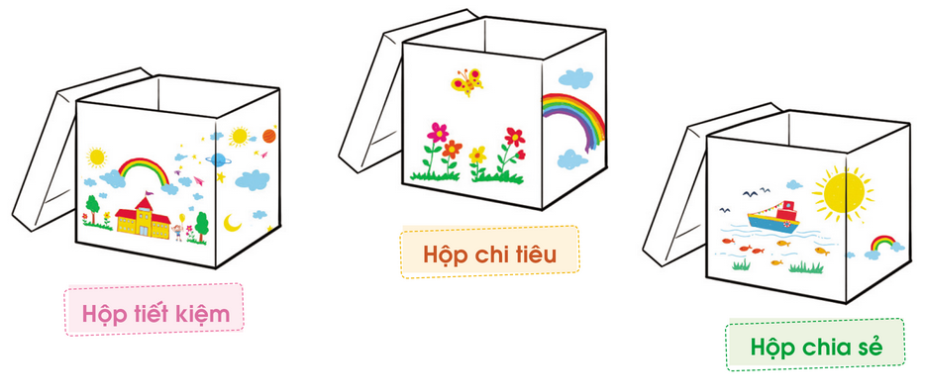 Hộp tiết kiệm
Hộp chi tiêu
Hộp chia sẻ